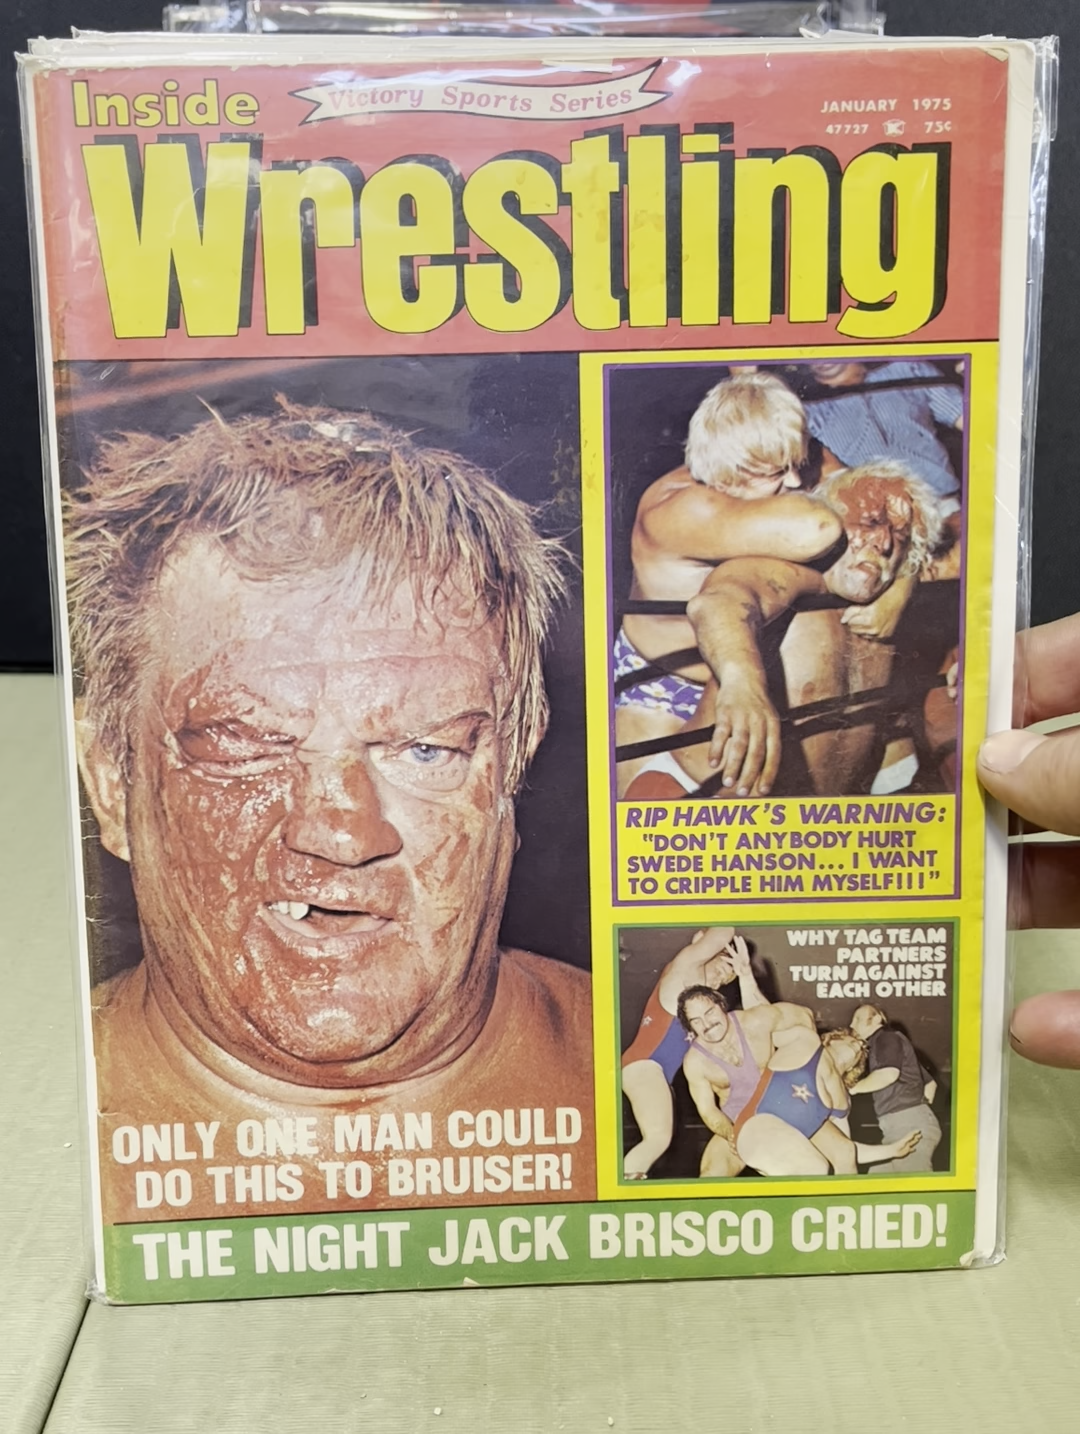 Inside
Victory Sports Series
JANUARY 1975
47727 75¢
Wrestling
RIP HAWK'S WARNING:
"DON'T ANYBODY HURT
SWEDE HANSON... I WANT
TO CRIPPLE HIM MYSELF!!!"
WHY TAG TEAM
PARTNERS
TURN AGAINST
EACH OTHER
ONLY ONE MAN COULD
DO THIS TO BRUISER!
THE NIGHT JACK BRISCO CRIED!